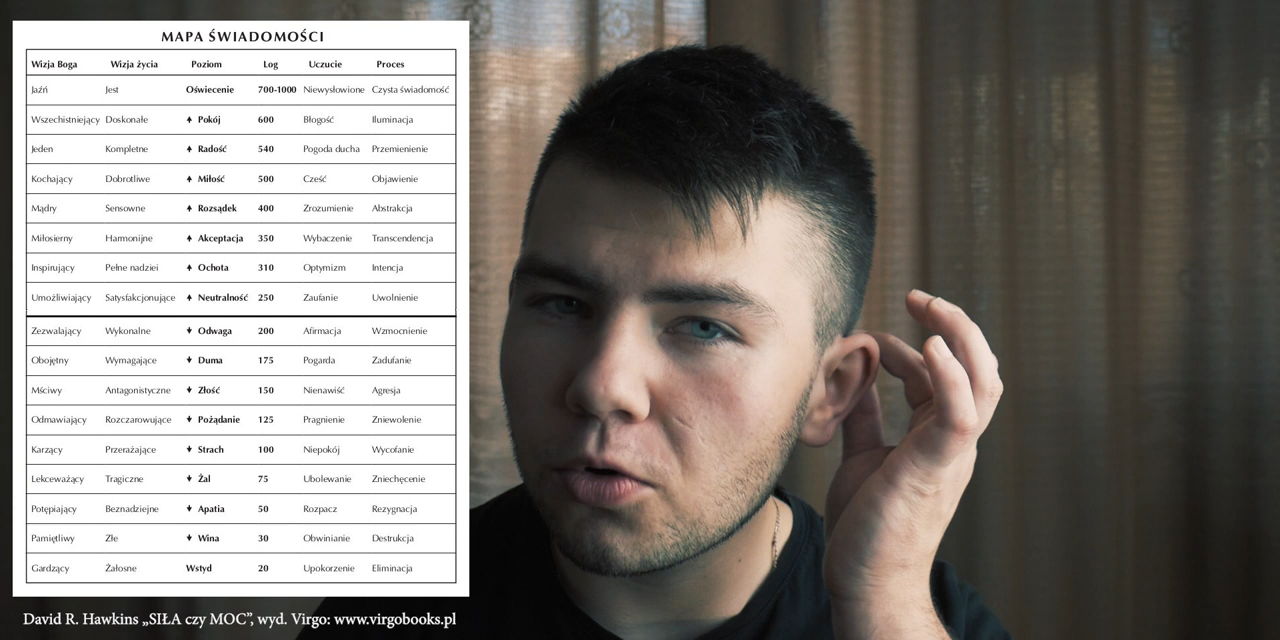 MAPA ŚWIADOMOŚCI
Wizja Boga Wizja życia Poziom Log Uczucie Proces
Jaźń Jest Oświecenie 700-1000 Niewysłowione Czysta świadomość
Wszechistniejący Doskonałe Pokój 600 Błogość Iluminacja
Jeden Kompletne Radość 540 Pogoda ducha Przemienienie
Kochający Dobrotliwe Miłość 500 Cześć Objawienie
Mądry Sensowne Rozsądek 400 Zrozumienie Abstrakcja
Miłosierny Harmonijne Akceptacja 350 Wybaczenie Transcendencja
Inspirujący Pełne nadziei Ochota 310 Optymizm Intencja
Umożliwiający Satysfakcjonujące Neutralność 250 Zaufanie Uwolnienie
Zezwalający Wykonalne Odwaga 200 Afirmacja Wzmocnienie
Obojętny Wymagające Duma 175 Pogarda Zadufanie
Mściwy Antagonistyczne Złość 150 Nienawiść Agresja
Odmawiający Rozczarowujące Pożądanie 125 Pragnienie Zniewolenie
Karzący Przerażające Strach 100 Niepokój Wycofanie
Lekceważący Tragiczne Żal 75 Ubolewanie Zniechęcenie
Potępiający Beznadziejne Apatia 50 Rozpacz Rezygnacja
Pamiętliwy Złe Wina 30 Obwinianie Destrukcja
Gardzący Żałosne Wstyd 20 Upokorzenie Eliminacja
David R. Hawkins „SIŁA czy MOC”, wyd. Virgo: www.virgobooks.pl